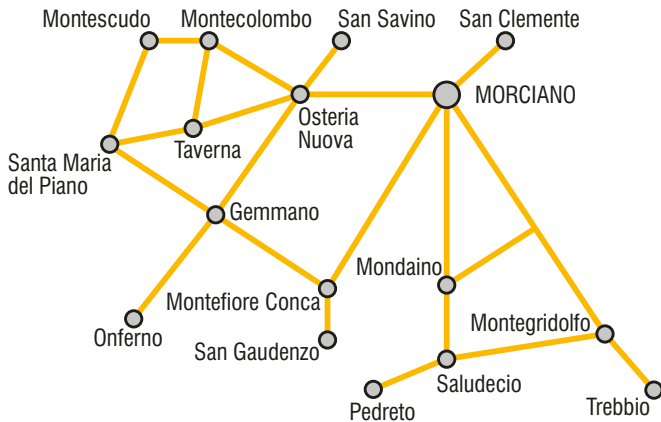 Montescudo
Montecolombo
San Savino
San Clemente
MORCIANO
Osteria
Nuova
Taverna
Santa Maria
del Piano
Gemmano
Mondaino
Montefiore Conca
Montegridolfo
Onferno
San Gaudenzo
Saludecio
Pedreto
Trebbio